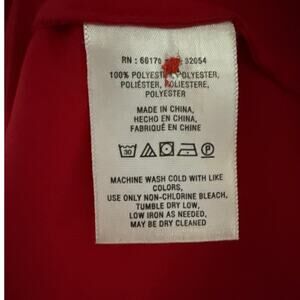 RN : 66170 32054
100% POLYESTER, POLYESTER,
POLIÉSTER, POLIESTERE,
POLYESTER
MADE IN CHINA,
HECHO EN CHINA,
FABRIQUÉ EN CHINE
30 P
MACHINE WASH COLD WITH LIKE
COLORS,
USE ONLY NON-CHLORINE BLEACH,
TUMBLE DRY LOW,
LOW IRON AS NEEDED,
MAY BE DRY CLEANED